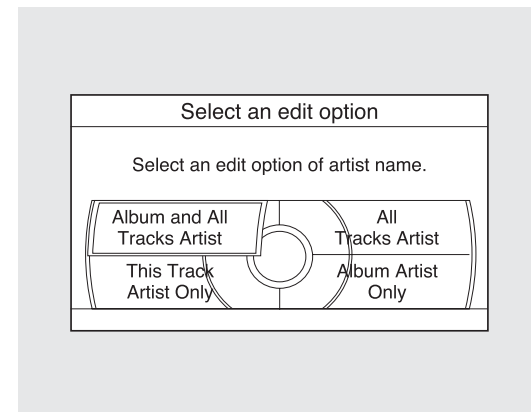 Select an edit option
Select an edit option of artist name.
Album and All
Tracks Artist
All
Tracks Artist
This Track
Artist Only
Album Artist
Only